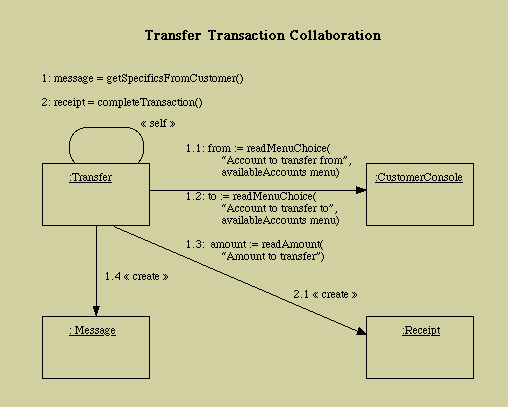 Transfer Transaction Collaboration
1: message = getSpecificsFromCustomer()
2: receipt = completeTransaction()
« self »
1.1: from := readMenuChoice(
“Account to transfer from”,
availableAccounts menu)
:Transfer
:CustomerConsole
1.2: to := readMenuChoice(
“Account to transfer to”,
availableAccounts menu)
1.3: amount := readAmount(
“Amount to transfer”)
1.4 « create »
2.1 « create »
: Message
:Receipt